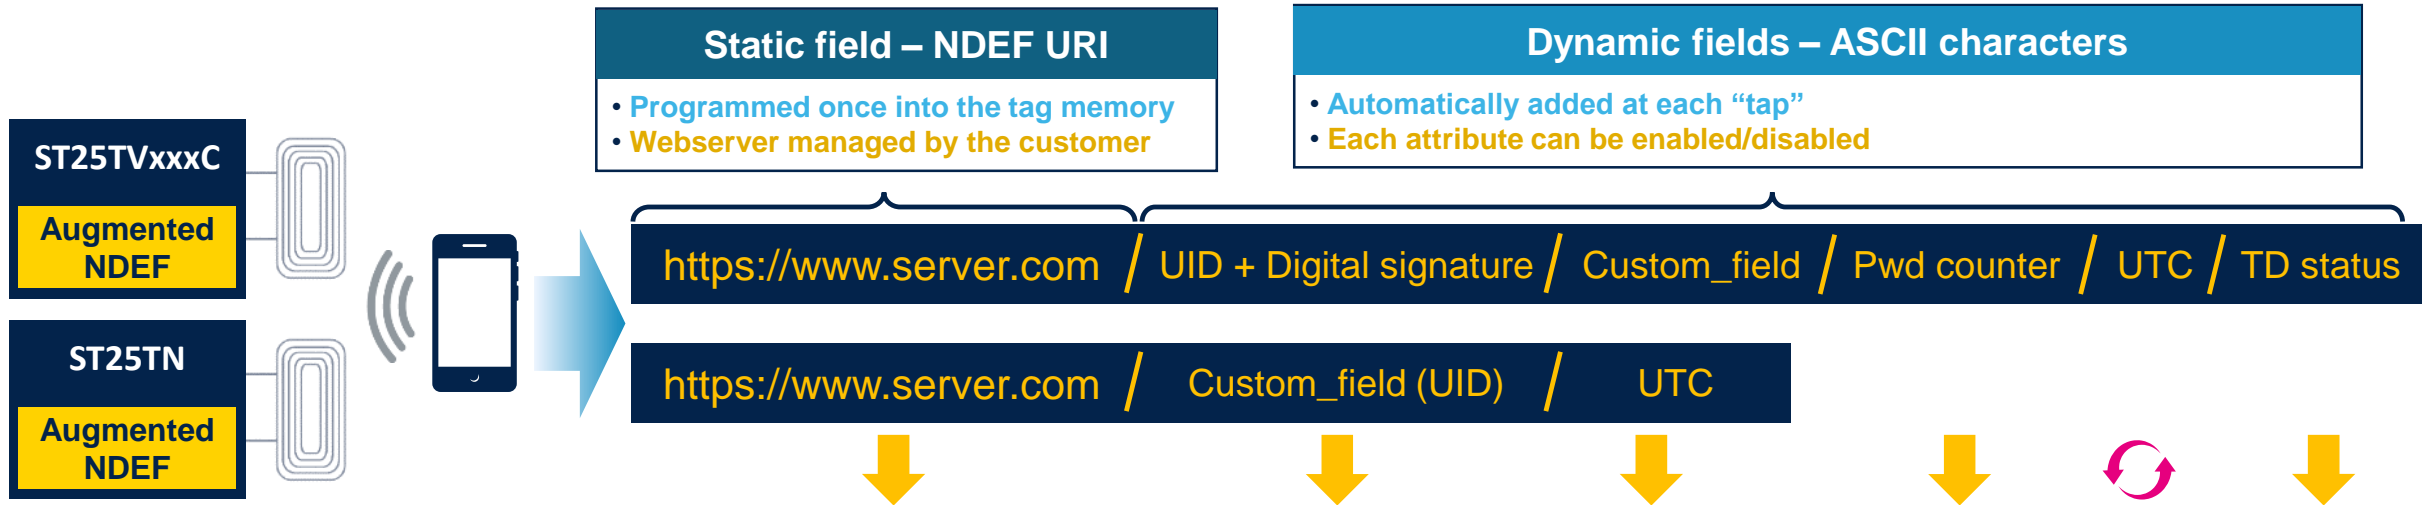 Static field – NDEF URI
• Programmed once into the tag memory
• Webserver managed by the customer
Dynamic fields – ASCII characters
• Automatically added at each “tap”
• Each attribute can be enabled/disabled
ST25TVxxxC
Augmented
NDEF
https://www.server.com / UID + Digital signature / Custom_field / Pwd counter / UTC / TD status
ST25TN
Augmented
NDEF
https://www.server.com / Custom_field (UID) / UTC